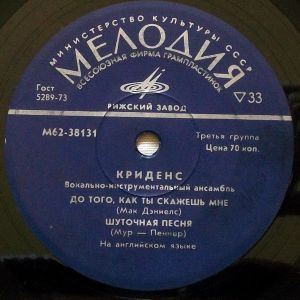 МИНИСТЕРСТВО КУЛЬТУРЫ СССР
МЕЛОДИЯ
ВСЕСОЮЗНАЯ ФИРМА ГРАМПЛАСТИНОК
Гост
5289-73
33
РИЖСКИЙ ЗАВОД
М62-38131
Третья группа
Цена 70 коп.
КРИДЕНС
Вокально-инструментальный ансамбль
ДО ТОГО, КАК ТЫ СКАЖЕШЬ МНЕ
(Мак Дэниелс)
ШУТОЧНАЯ ПЕСНЯ
(Мур — Пеннер)
На английском языке